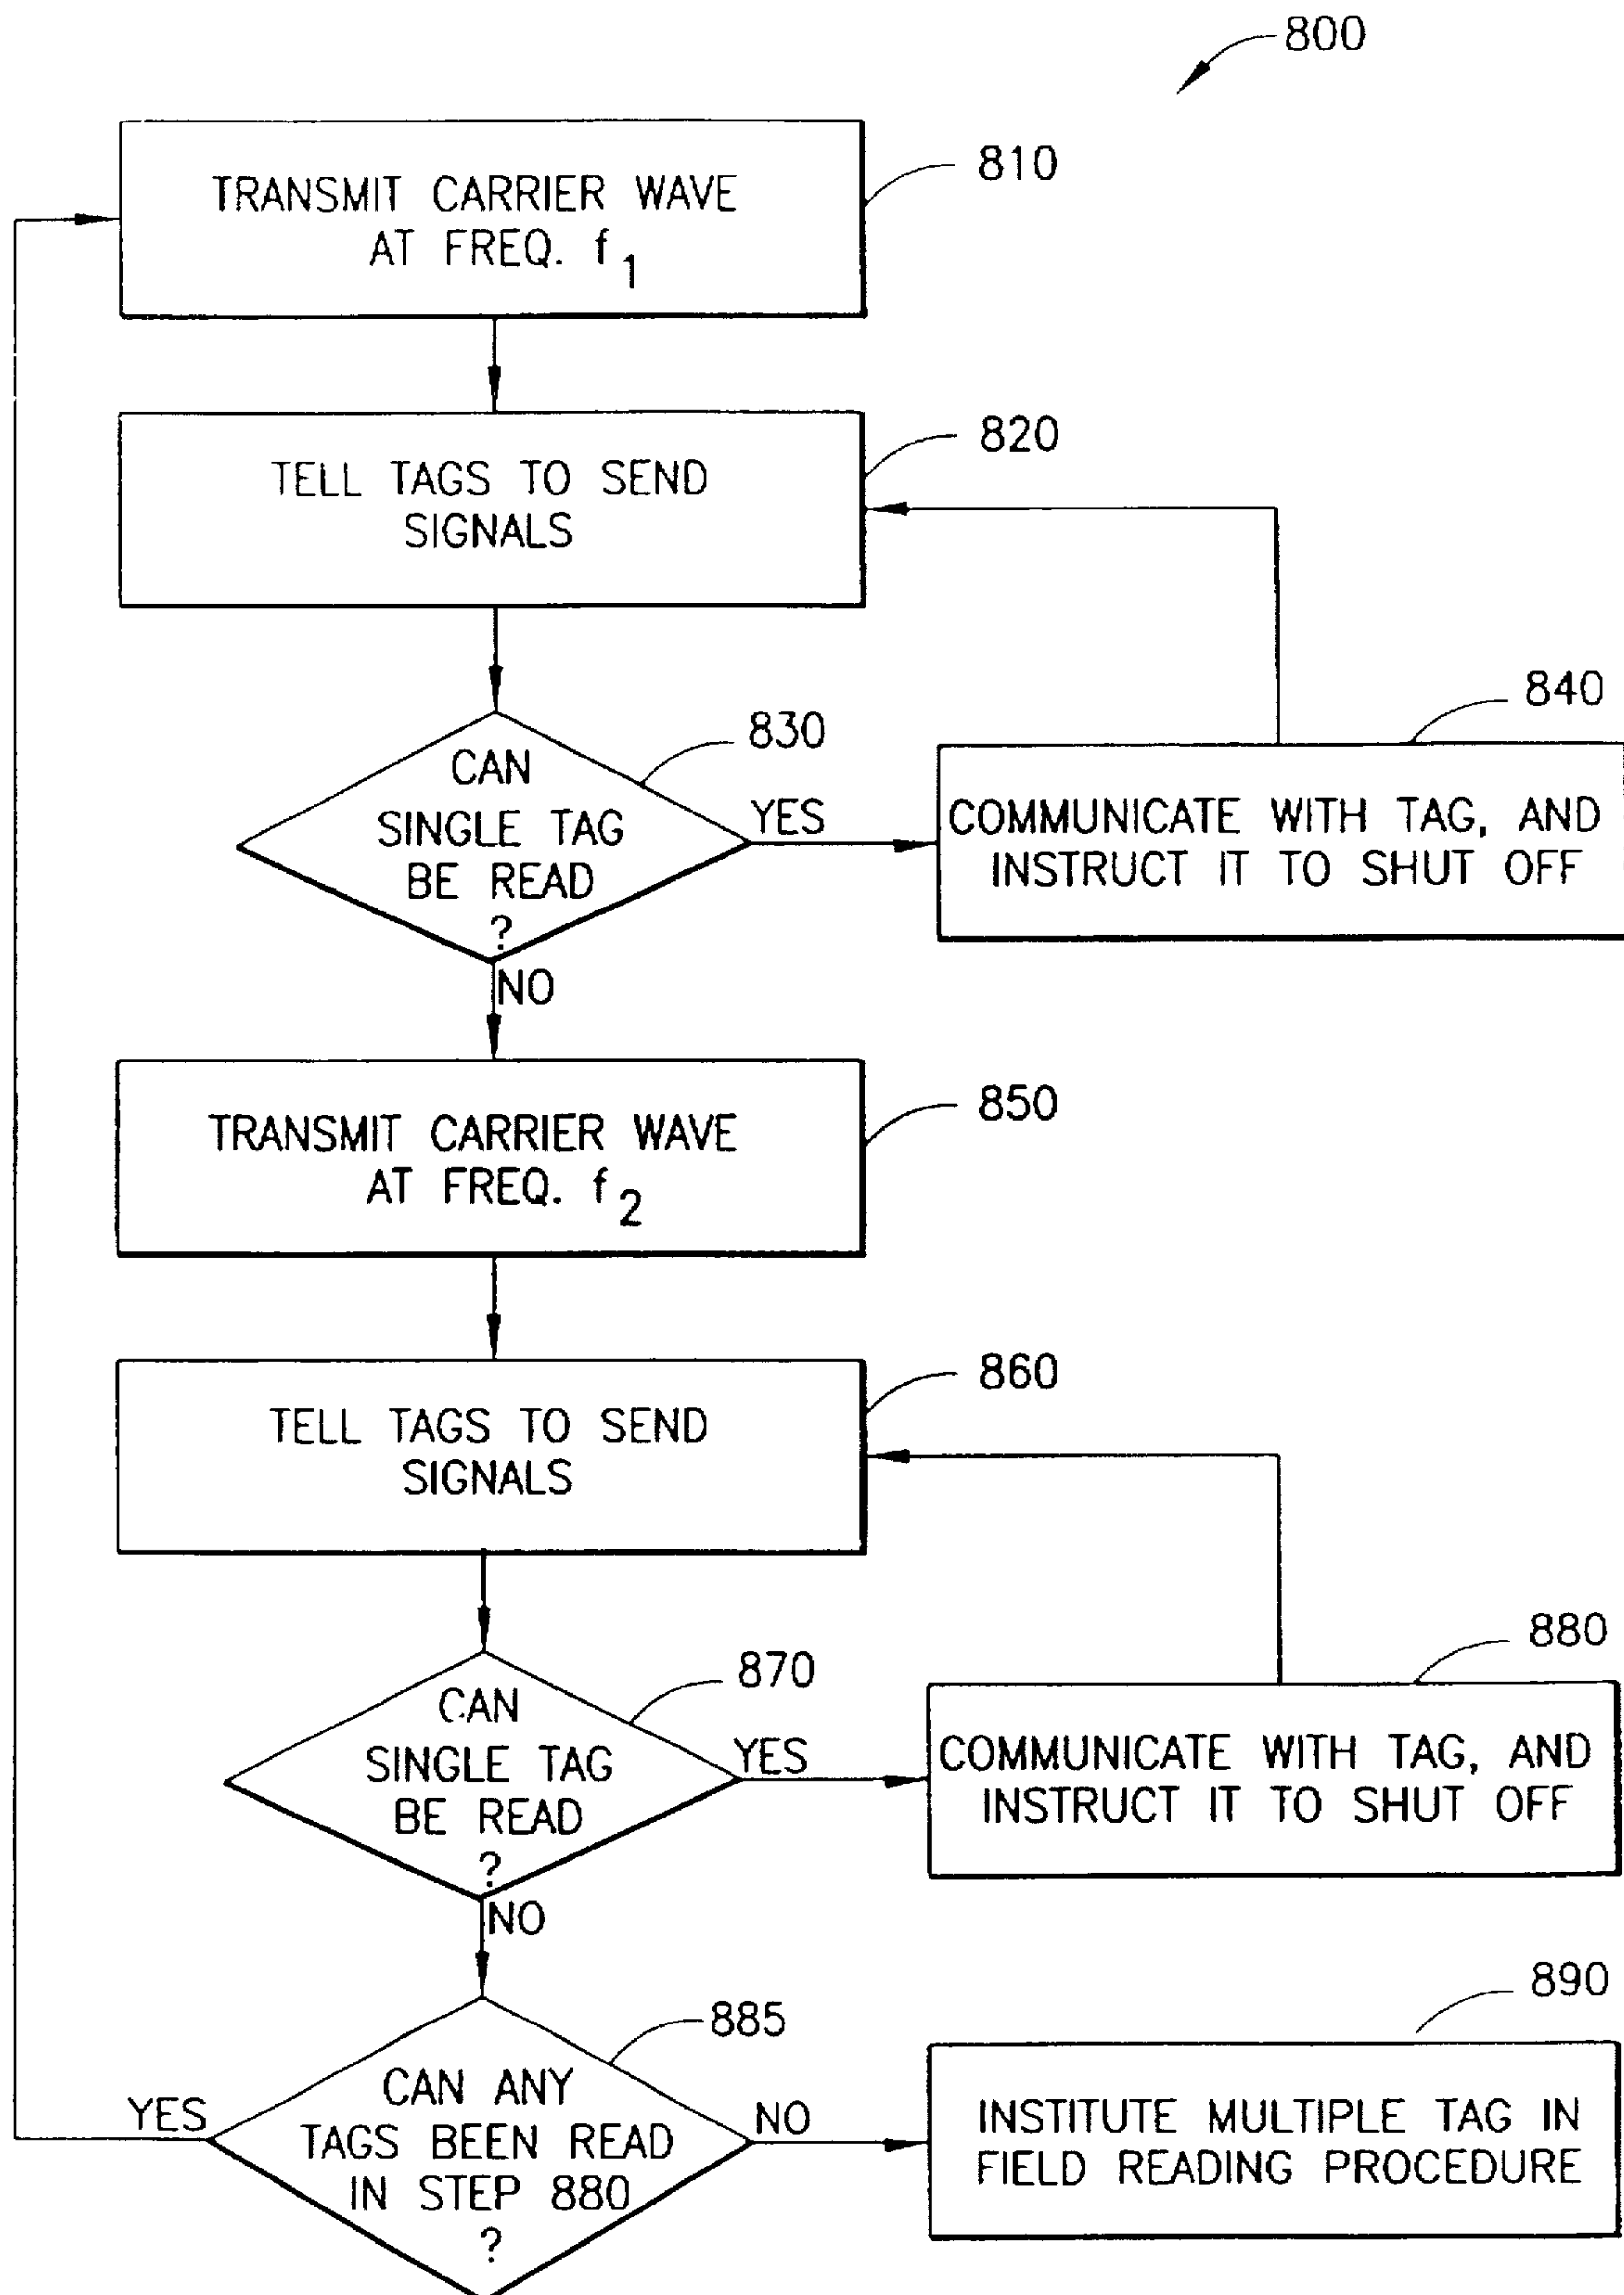 800
810
TRANSMIT CARRIER WAVE
AT FREQ. f1
820
TELL TAGS TO SEND
SIGNALS
830
CAN
SINGLE TAG
BE READ
?
YES
840
COMMUNICATE WITH TAG, AND
INSTRUCT IT TO SHUT OFF
NO
850
TRANSMIT CARRIER WAVE
AT FREQ. f2
860
TELL TAGS TO SEND
SIGNALS
870
CAN
SINGLE TAG
BE READ
?
YES
880
COMMUNICATE WITH TAG, AND
INSTRUCT IT TO SHUT OFF
NO
885
CAN ANY
TAGS BEEN READ
IN STEP 880
?
YES
NO
890
INSTITUTE MULTIPLE TAG IN
FIELD READING PROCEDURE